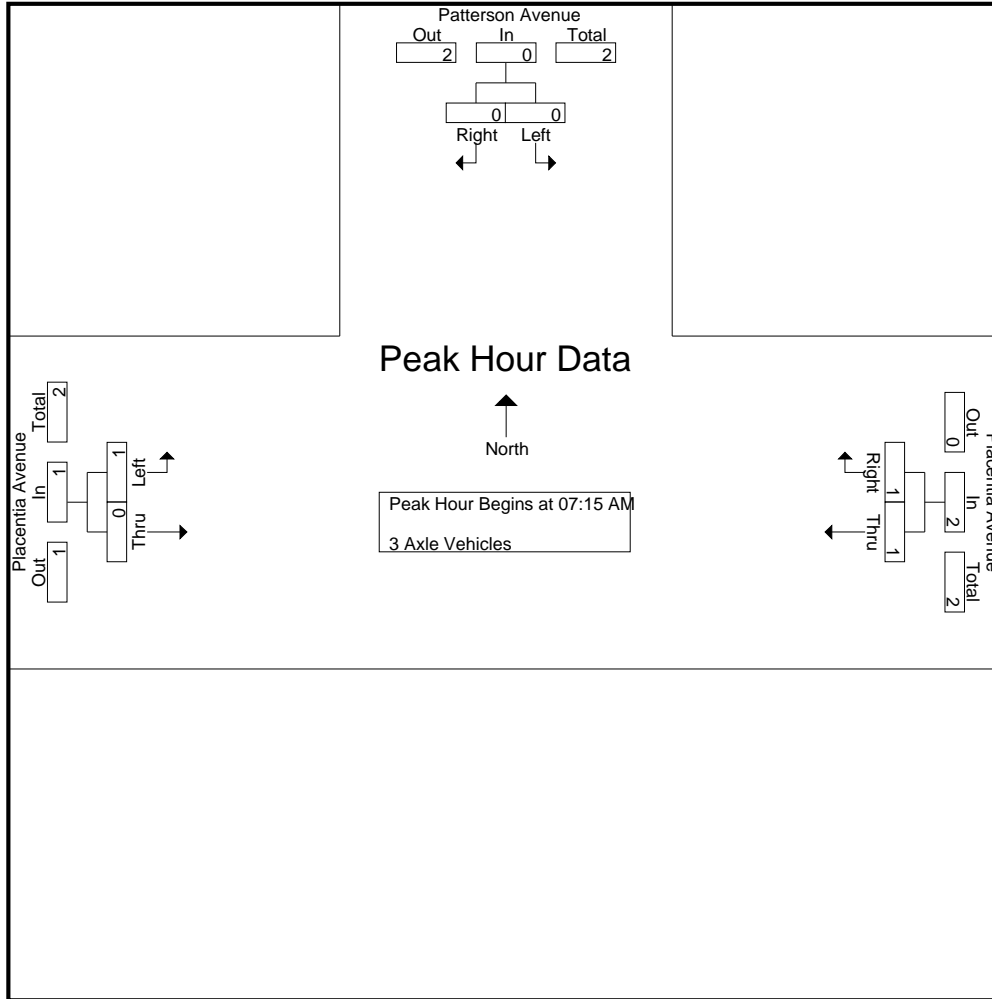 Patterson Avenue
Out In Total
2 0 2
0 0
Right Left
Peak Hour Data
North
Peak Hour Begins at 07:15 AM
3 Axle Vehicles
Placentia Avenue
Out In Total
1 1 2
Left Thru
1 0
Placentia Avenue
Out In Total
0 2 2
Right Thru
1 1